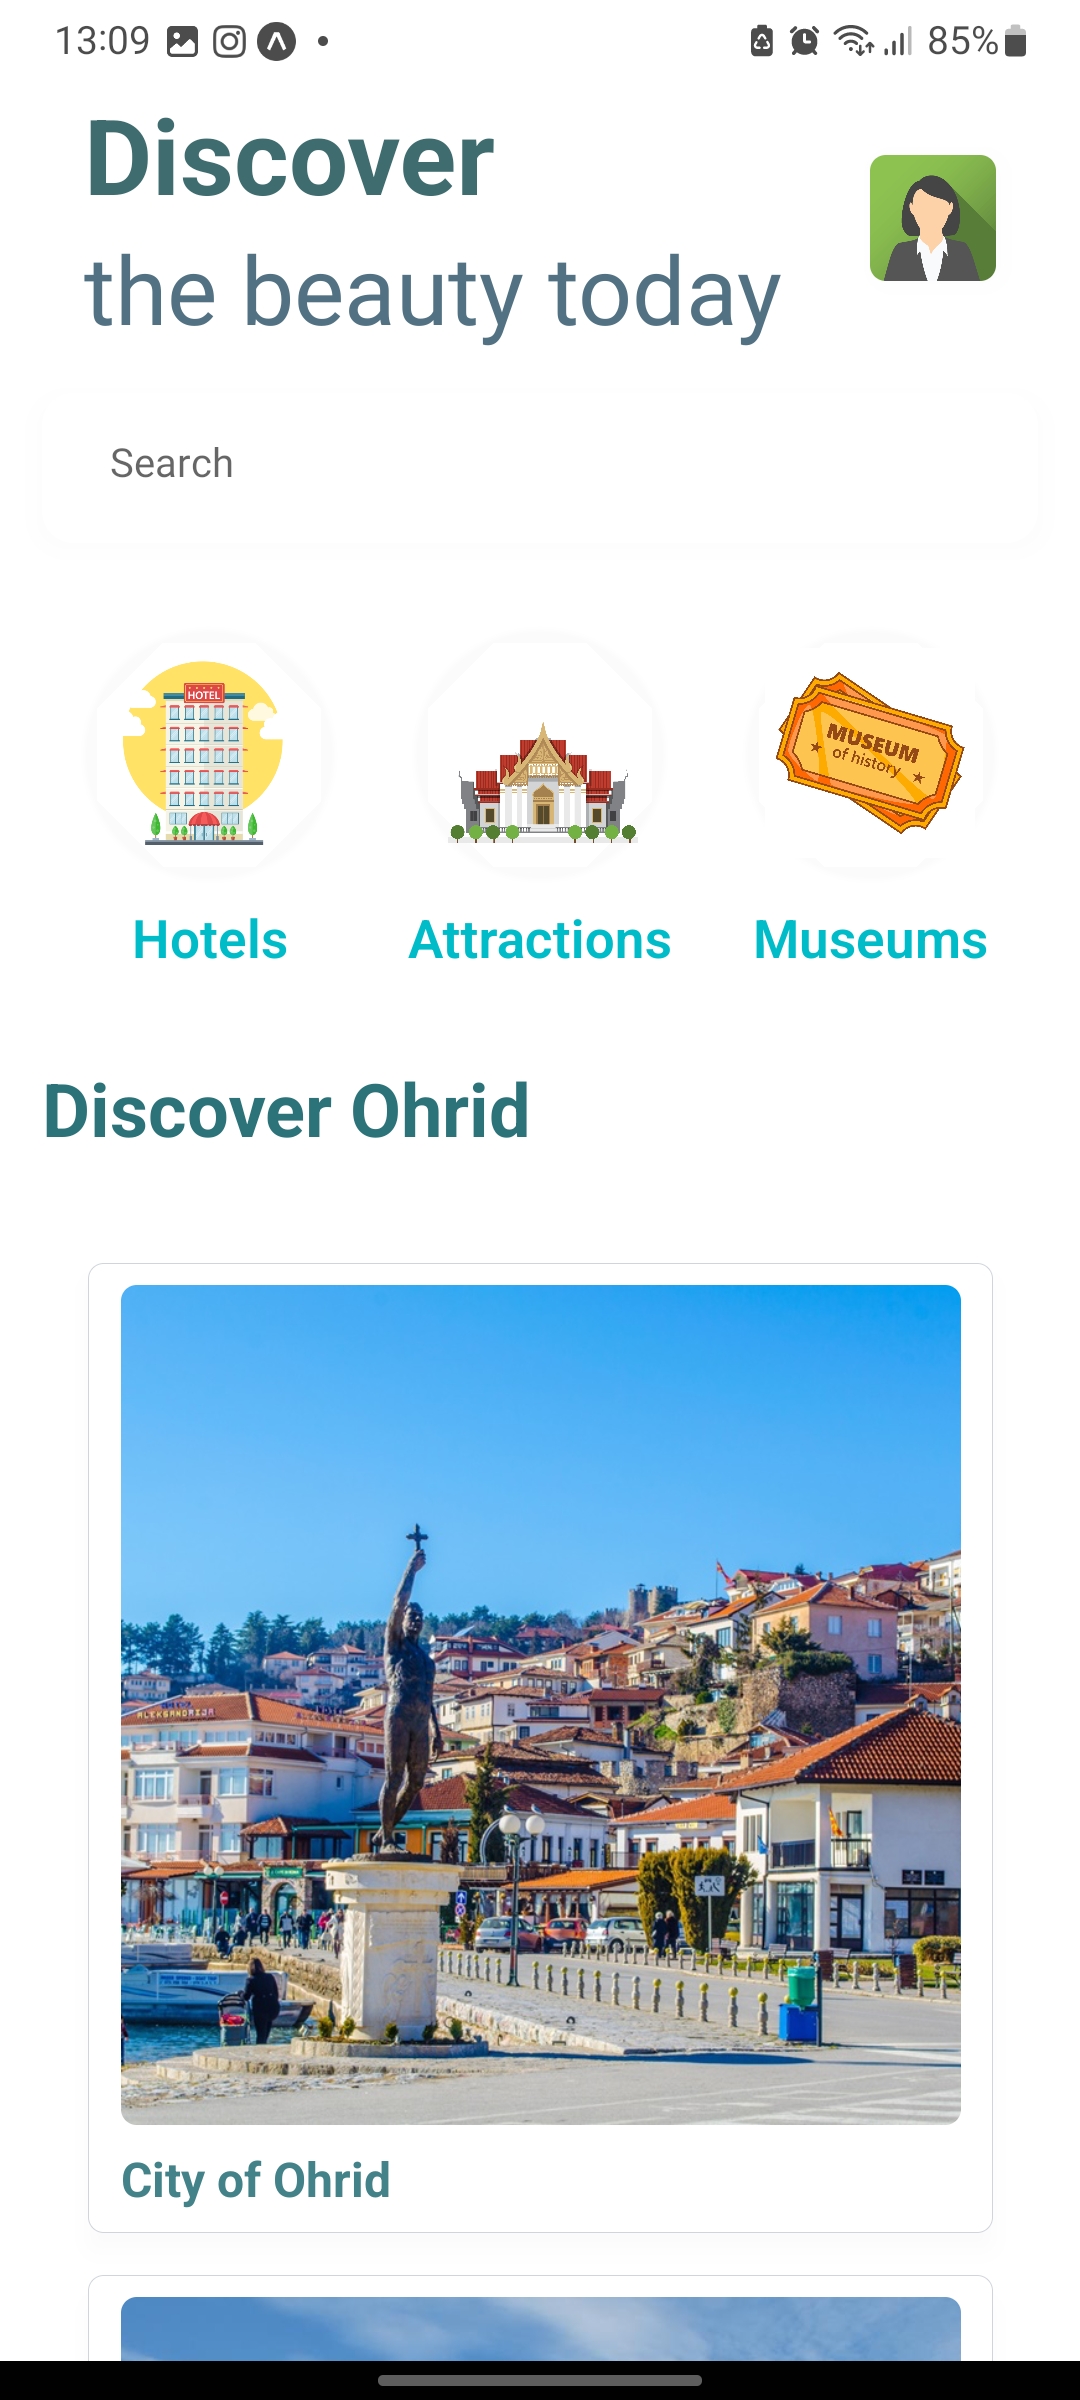 13:09
85%
Discover
the beauty today
Search
HOTEL
MUSEUM
of history
Hotels
Attractions
Museums
Discover Ohrid
ALEKSANDRIJA
City of Ohrid